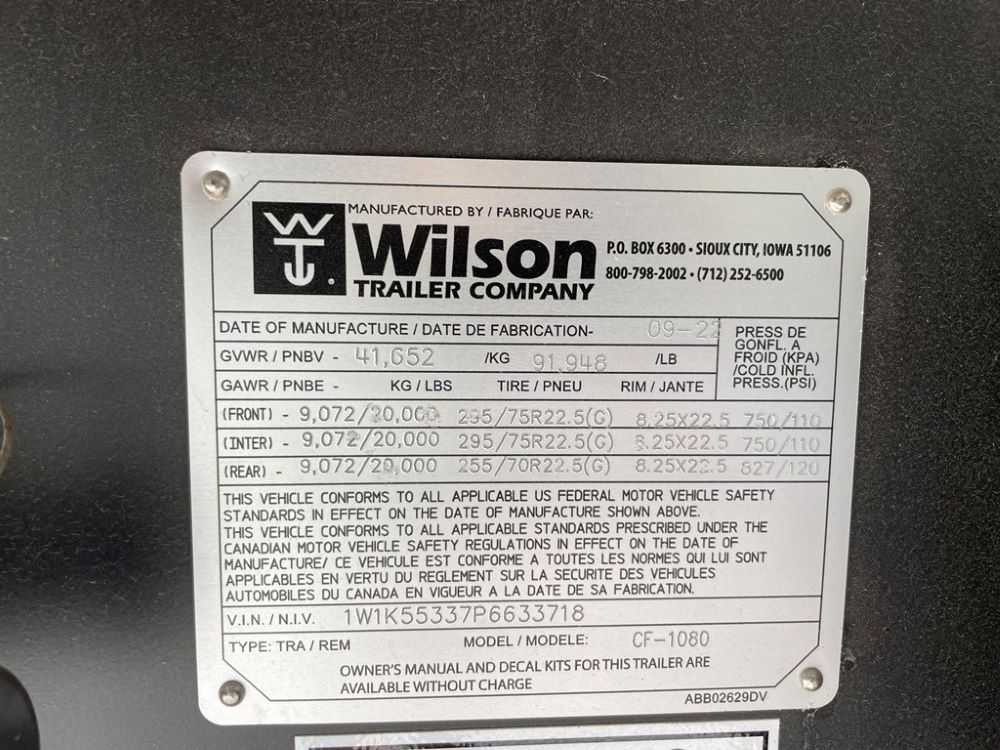 MANUFACTURED BY / FABRIQUE PAR:
Wilson
TRAILER COMPANY
P.O. BOX 6300 • SIOUX CITY, IOWA 51106
800-798-2002 • (712) 252-6500
DATE OF MANUFACTURE / DATE DE FABRICATION- 09-22
GVWR / PNBV - 41,652 /KG 91,948 /LB
PRESS DE
GONFL. A
FROID (KPA)
/COLD INFL.
PRESS.(PSI)
GAWR / PNBE - KG / LBS TIRE / PNEU RIM / JANTE
(FRONT) - 9,072/20,000 295/75R22.5(G) 8.25X22.5 750/110
(INTER) - 9,072/20,000 295/75R22.5(G) 8.25X22.5 750/110
(REAR) - 9,072/20,000 255/70R22.5(G) 8.25X22.5 827/120
THIS VEHICLE CONFORMS TO ALL APPLICABLE US FEDERAL MOTOR VEHICLE SAFETY
STANDARDS IN EFFECT ON THE DATE OF MANUFACTURE SHOWN ABOVE.
THIS VEHICLE CONFORMS TO ALL APPLICABLE STANDARDS PRESCRIBED UNDER THE
CANADIAN MOTOR VEHICLE SAFETY REGULATIONS IN EFFECT ON THE DATE OF
MANUFACTURE/ CE VEHICULE EST CONFORME A TOUTES LES NORMES QUI LUI SONT
APPLICABLES EN VERTU DU REGLEMENT SUR LA SECURITE DES VEHICULES
AUTOMOBILES DU CANADA EN VIGUEUR A LA DATE DE SA FABRICATION.
V.I.N. / N.I.V. 1W1K55337P6633718
TYPE: TRA / REM MODEL / MODELE: CF-1080
OWNER'S MANUAL AND DECAL KITS FOR THIS TRAILER ARE
AVAILABLE WITHOUT CHARGE
ABB02629DV